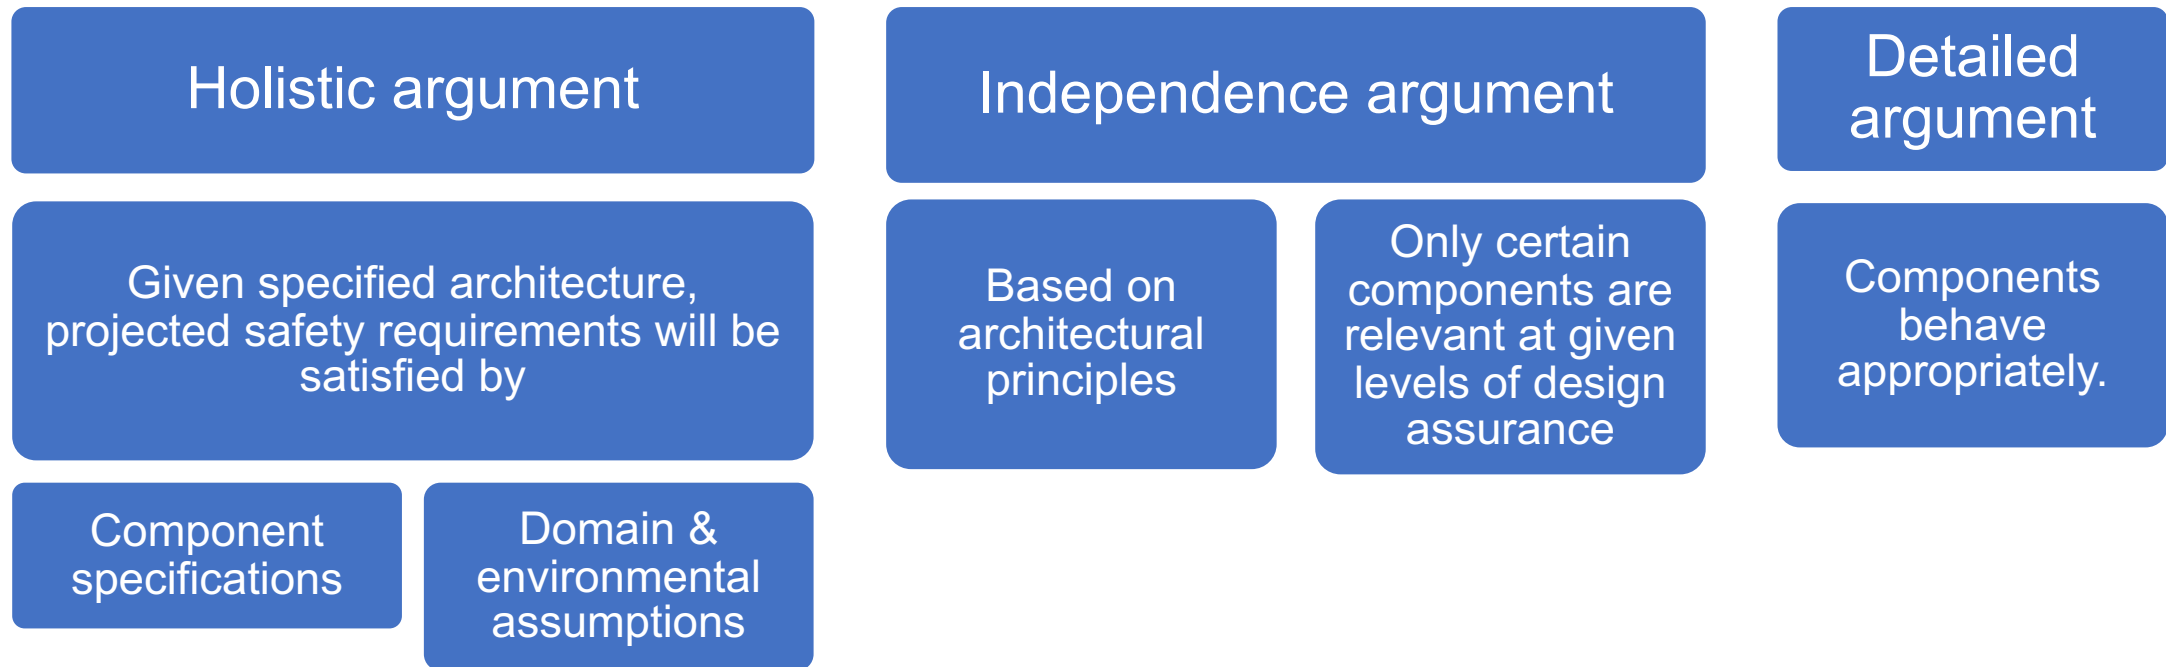 Holistic argument
Given specified architecture,
projected safety requirements will be
satisfied by
Component
specifications
Domain &
environmental
assumptions
Independence argument
Based on
architectural
principles
Only certain
components are
relevant at given
levels of design
assurance
Detailed
argument
Components
behave
appropriately.